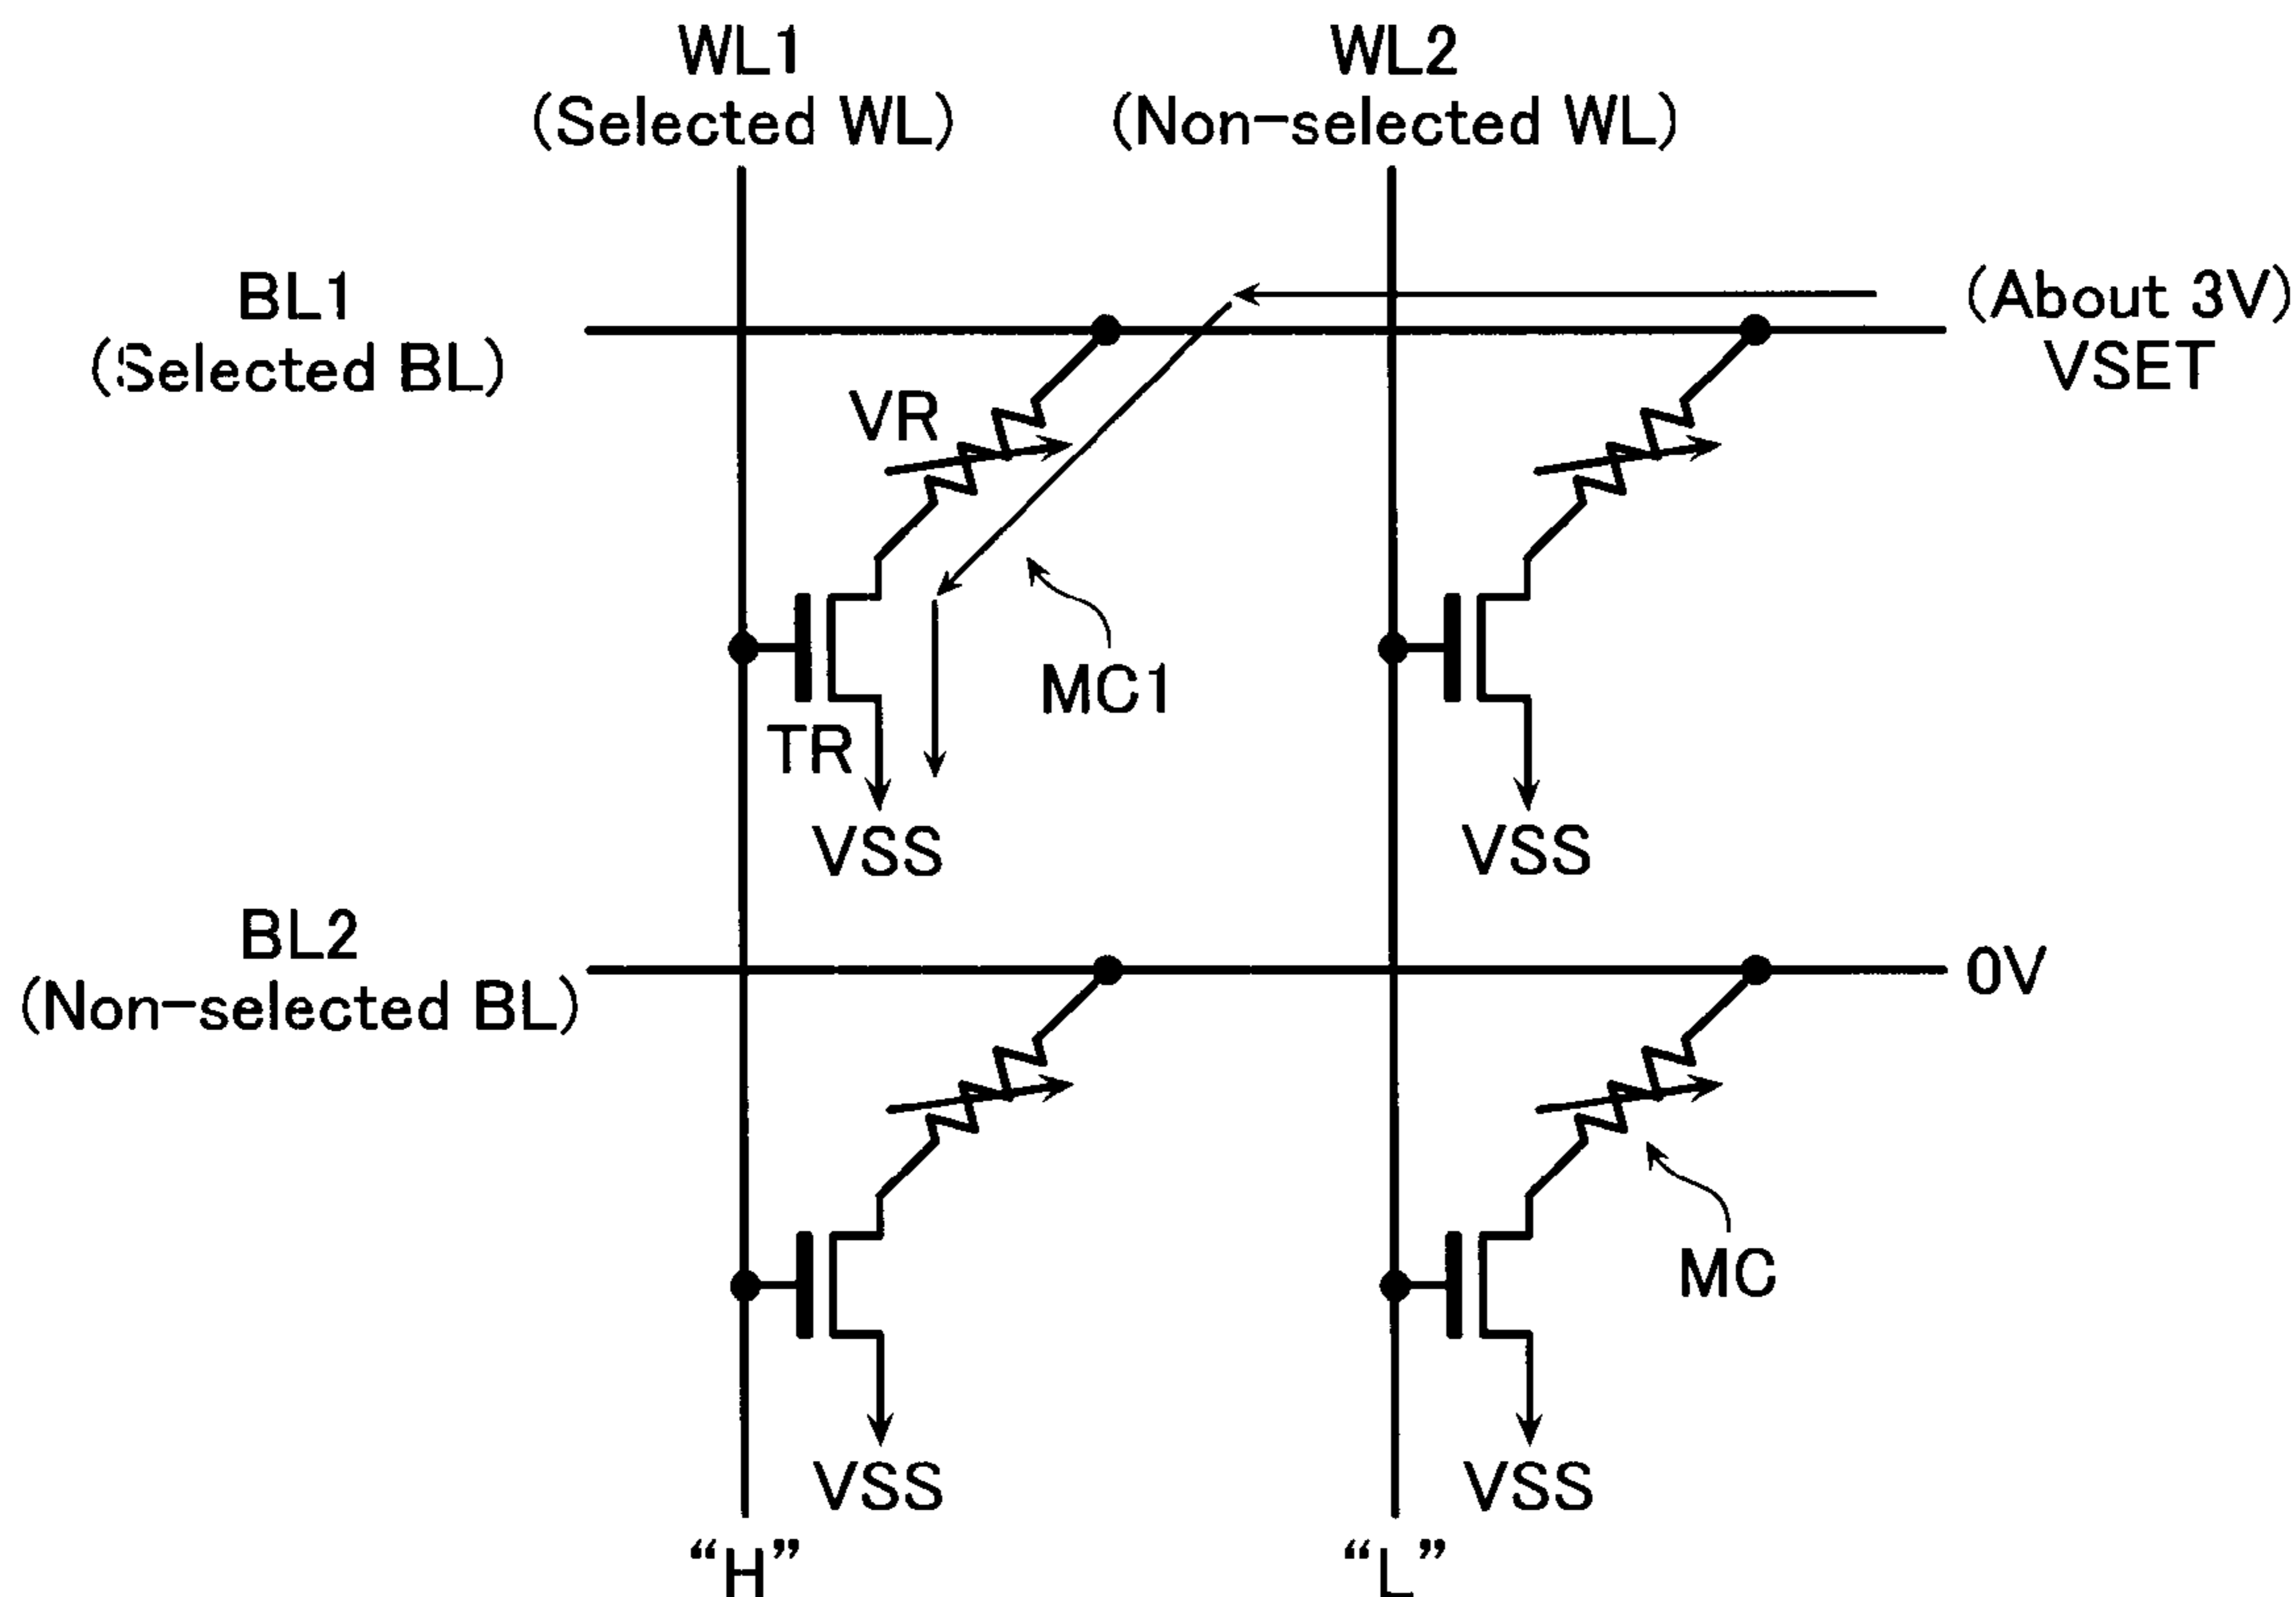 WL1
(Selected WL)
WL2
(Non-selected WL)
BL1
(Selected BL)
(About 3V)
VSET
VR
MC1
TR
VSS
VSS
BL2
(Non-selected BL)
0V
MC
VSS
VSS
“H”
“L”